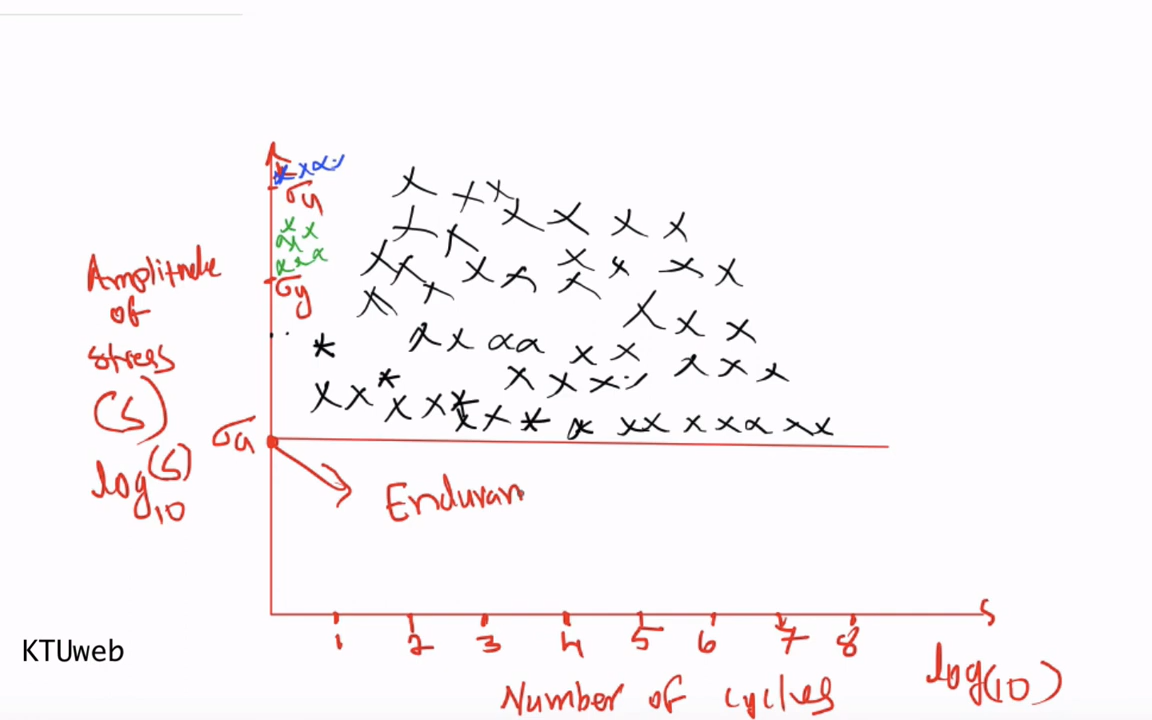 σu
σy
Amplitude
of
stress
(S)
log10(S)
Enduran
1 2 3 4 5 6 7 8
Number of cycles
log(10)
KTUweb